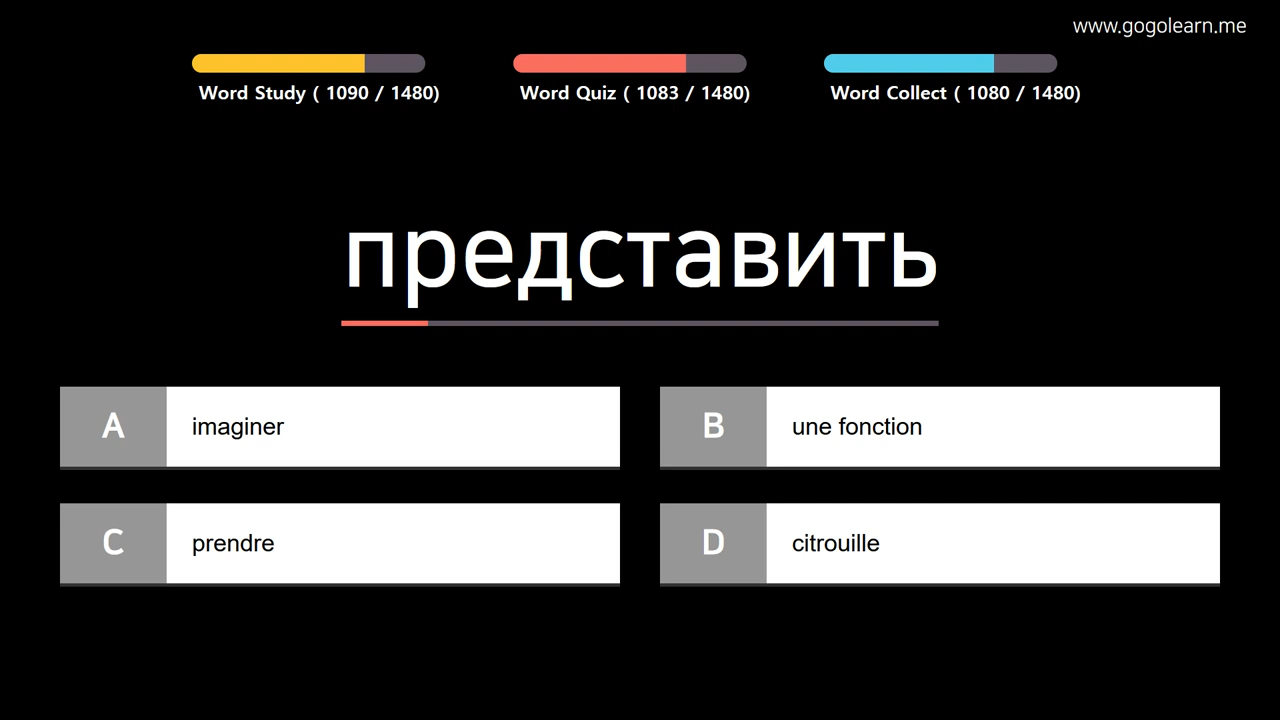 www.gogolearn.me
Word Study ( 1090 / 1480)
Word Quiz ( 1083 / 1480)
Word Collect ( 1080 / 1480)
представить
A imaginer
B une fonction
C prendre
D citrouille